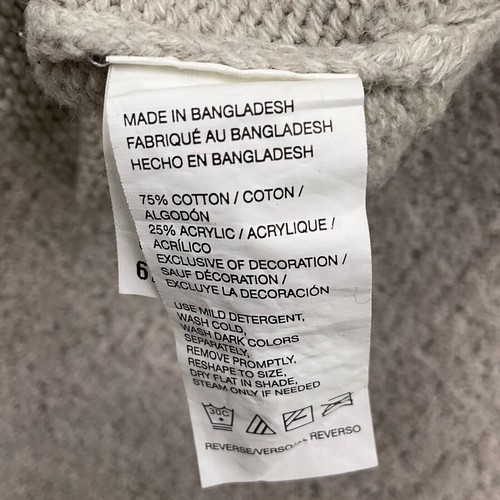 MADE IN BANGLADESH
FABRIQUÉ AU BANGLADESH
HECHO EN BANGLADESH
75% COTTON / COTON /
ALGODÓN
25% ACRYLIC / ACRYLIQUE /
ACRÍLICO
EXCLUSIVE OF DECORATION /
SAUF DÉCORATION /
EXCLUYE LA DECORACIÓN
6
USE MILD DETERGENT,
WASH COLD,
WASH DARK COLORS
SEPARATELY,
REMOVE PROMPTLY,
RESHAPE TO SIZE,
DRY FLAT IN SHADE,
STEAM ONLY IF NEEDED
30C
REVERSE/VERSO/ REVERSO